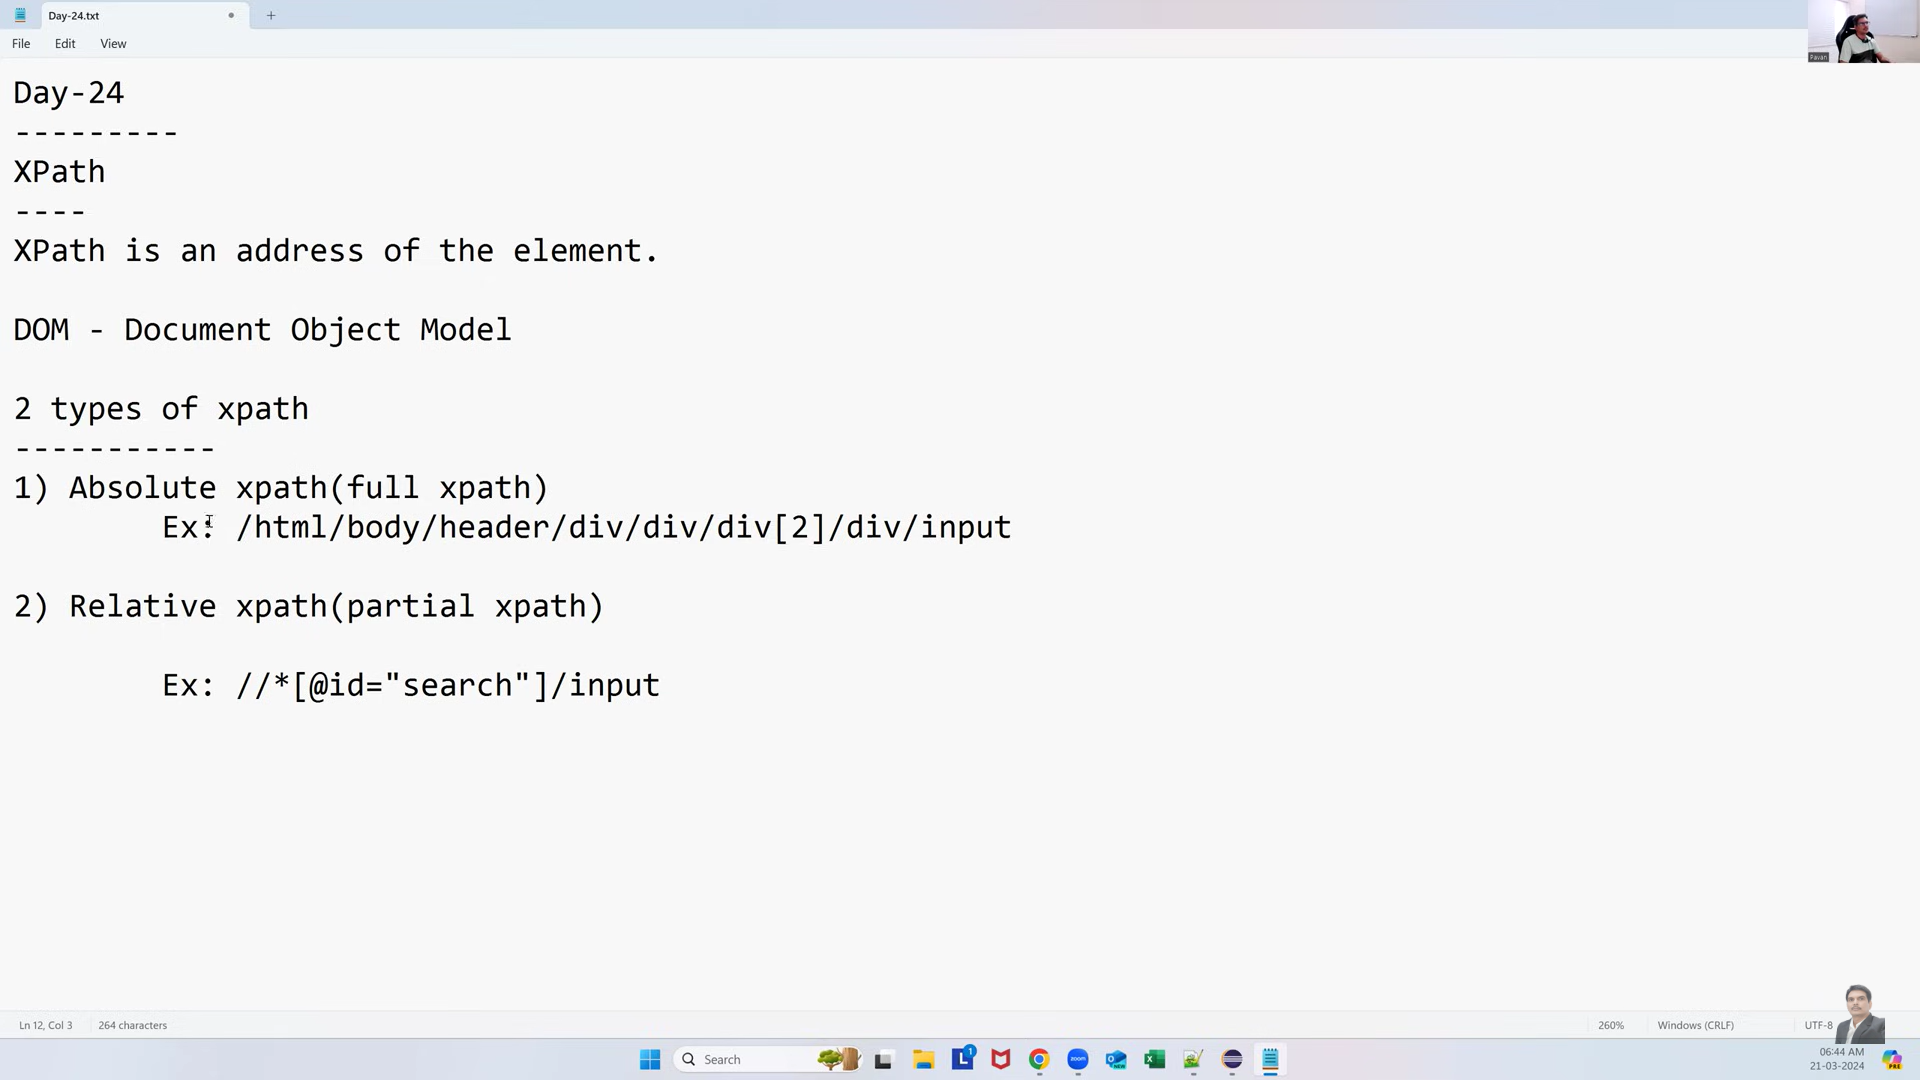 Day-24.txt
File Edit View
Pavan
Day-24
---------
XPath
----
XPath is an address of the element.
DOM - Document Object Model
2 types of xpath
-----------
1) Absolute xpath(full xpath)
Ex: /html/body/header/div/div/div[2]/div/input
2) Relative xpath(partial xpath)
Ex: //*[@id="search"]/input
Ln 12, Col 3 264 characters 260% Windows (CRLF) UTF-8
Search
06:44 AM
21-03-2024